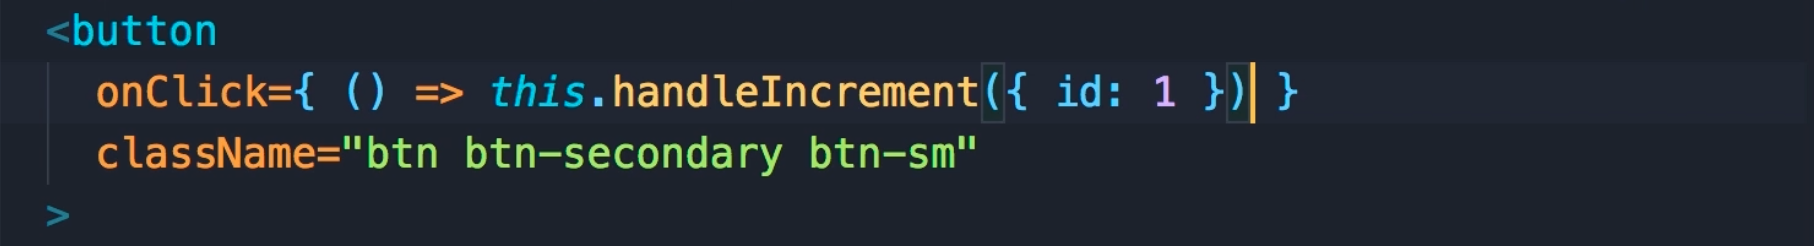 <button
onClick={ () => this.handleIncrement({ id: 1 }) }
className="btn btn-secondary btn-sm"
>